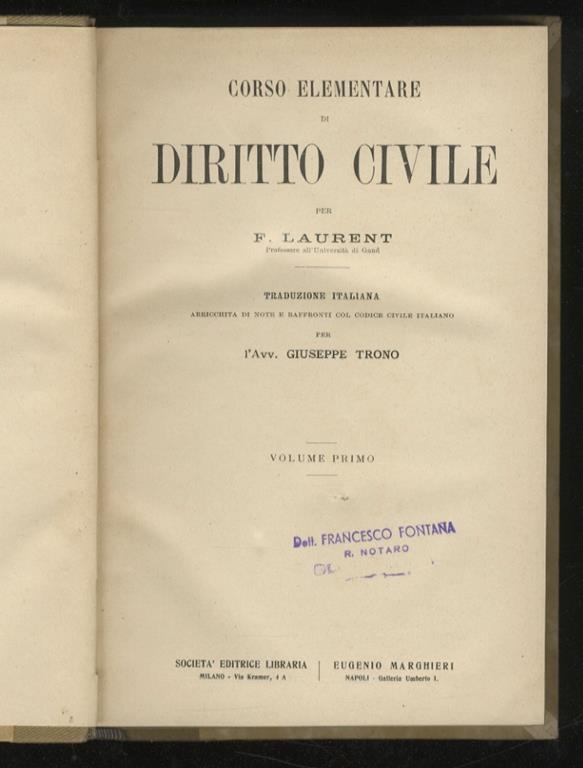 CORSO ELEMENTARE
DI
DIRITTO CIVILE
PER
F. LAURENT
Professore all'Università di Gand
TRADUZIONE ITALIANA
ARRICCHITA DI NOTE E RAFFRONTI COL CODICE CIVILE ITALIANO
PER
l'Avv. GIUSEPPE TRONO
VOLUME PRIMO
Dott. FRANCESCO FONTANA
R. NOTARO
SOCIETA' EDITRICE LIBRARIA
MILANO - Via Kramer, 4 A
EUGENIO MARGHIERI
NAPOLI - Galleria Umberto I.